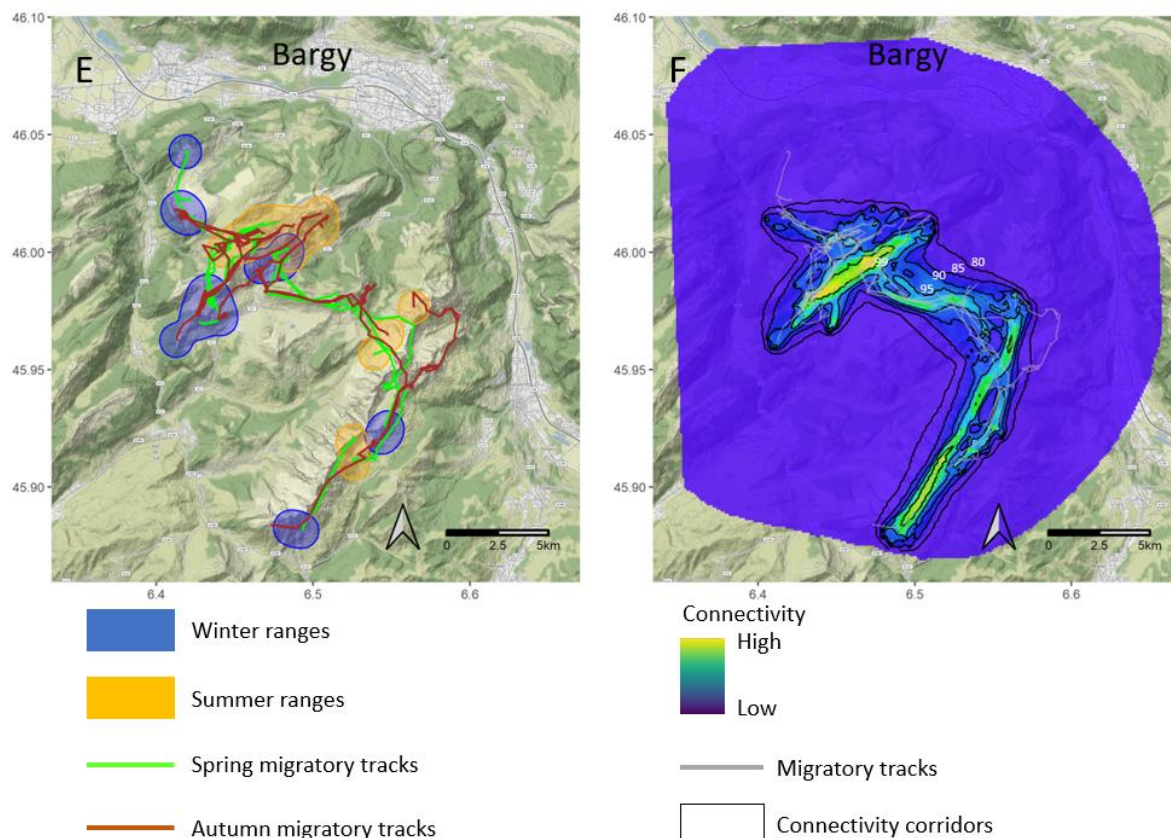 E
Bargy
46.10
46.05
46.00
45.95
45.90
6.4
6.5
6.6
0
2.5
5km
F
Bargy
46.10
46.05
46.00
45.95
45.90
99
95
90
85
80
6.4
6.5
6.6
0
2.5
5km
Winter ranges
Summer ranges
Spring migratory tracks
Autumn migratory tracks
Connectivity
High
Low
Migratory tracks
Connectivity corridors